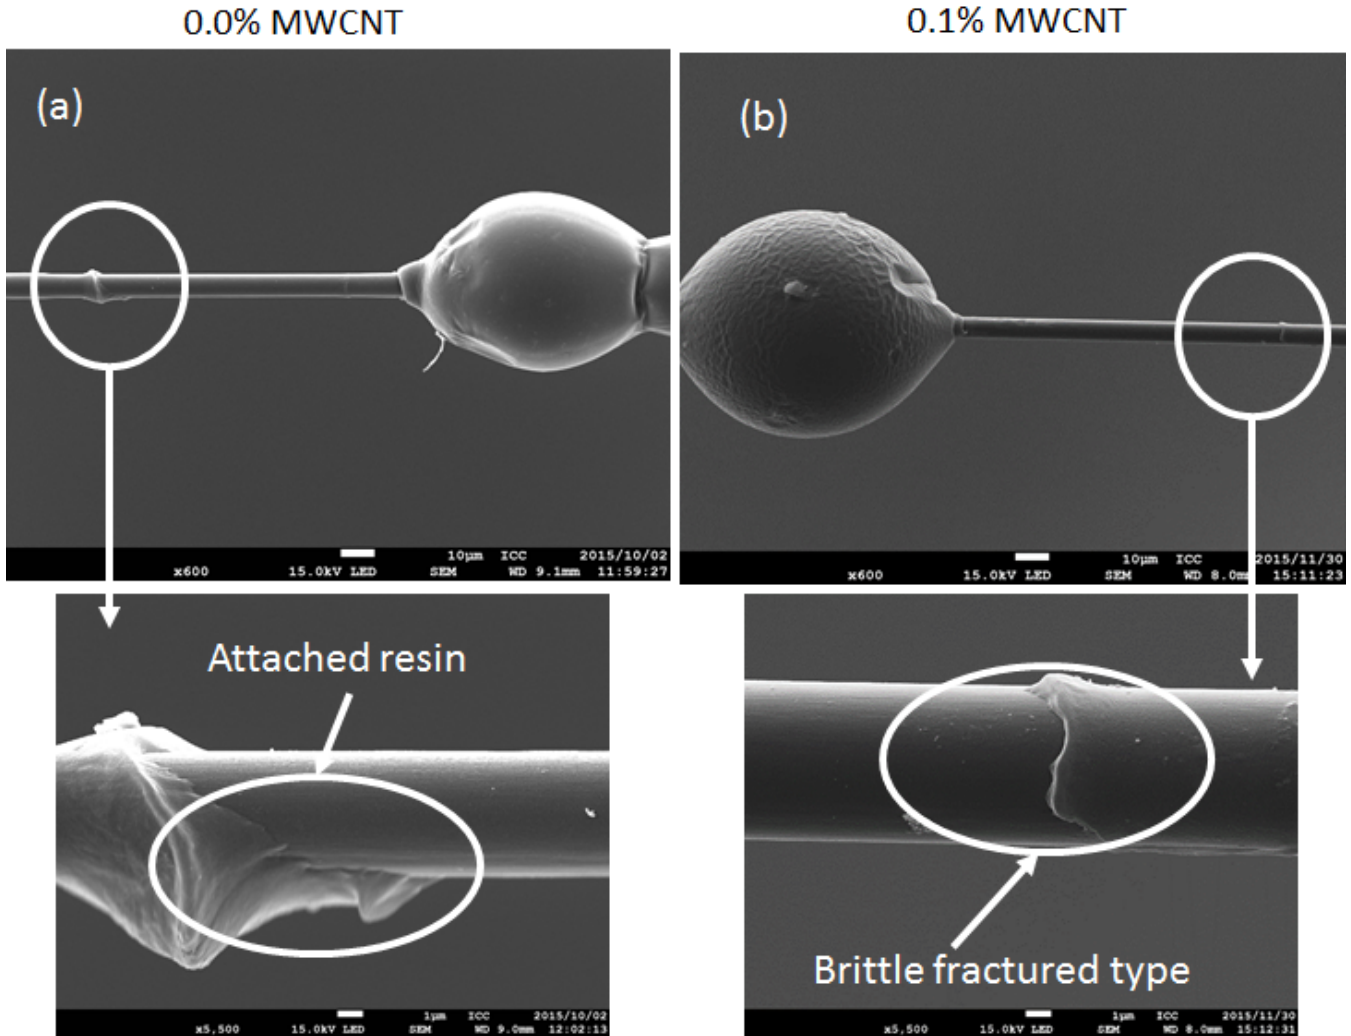 0.0% MWCNT
0.1% MWCNT
(a)
(b)
10µm ICC 2015/10/02
x600 15.0kV LED SEM WD 9.1mm 11:59:27
10µm ICC 2015/11/30
x600 15.0kV LED SEM WD 8.0mm 15:11:23
Attached resin
Brittle fractured type
1µm ICC 2015/10/02
x5,500 15.0kV LED SEM WD 9.0mm 12:02:13
1µm ICC 2015/11/30
x5,500 15.0kV LED SEM WD 8.0mm 15:12:31